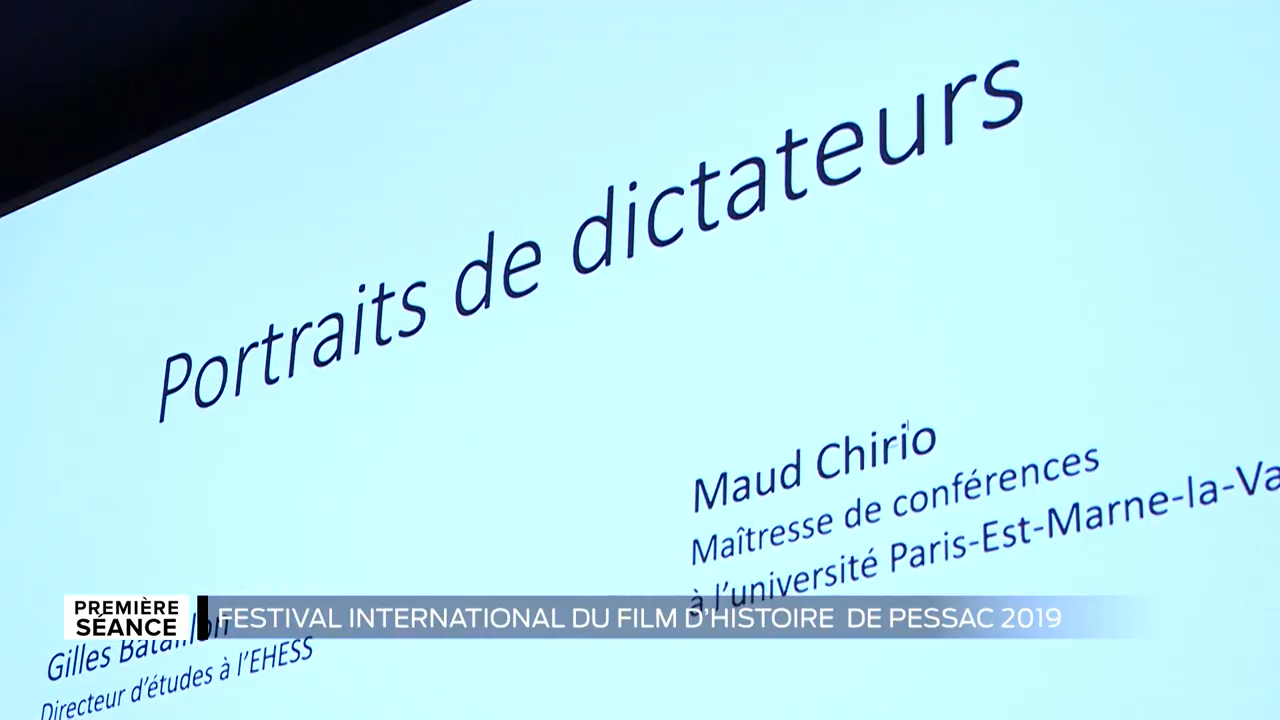 Portraits de dictateurs
Maud Chirio
Maîtresse de conférences
à l'université Paris-Est-Marne-la-Va
PREMIÈRE
SÉANCE
FESTIVAL INTERNATIONAL DU FILM D'HISTOIRE DE PESSAC 2019
Gilles Bataillon
Directeur d'études à l'EHESS